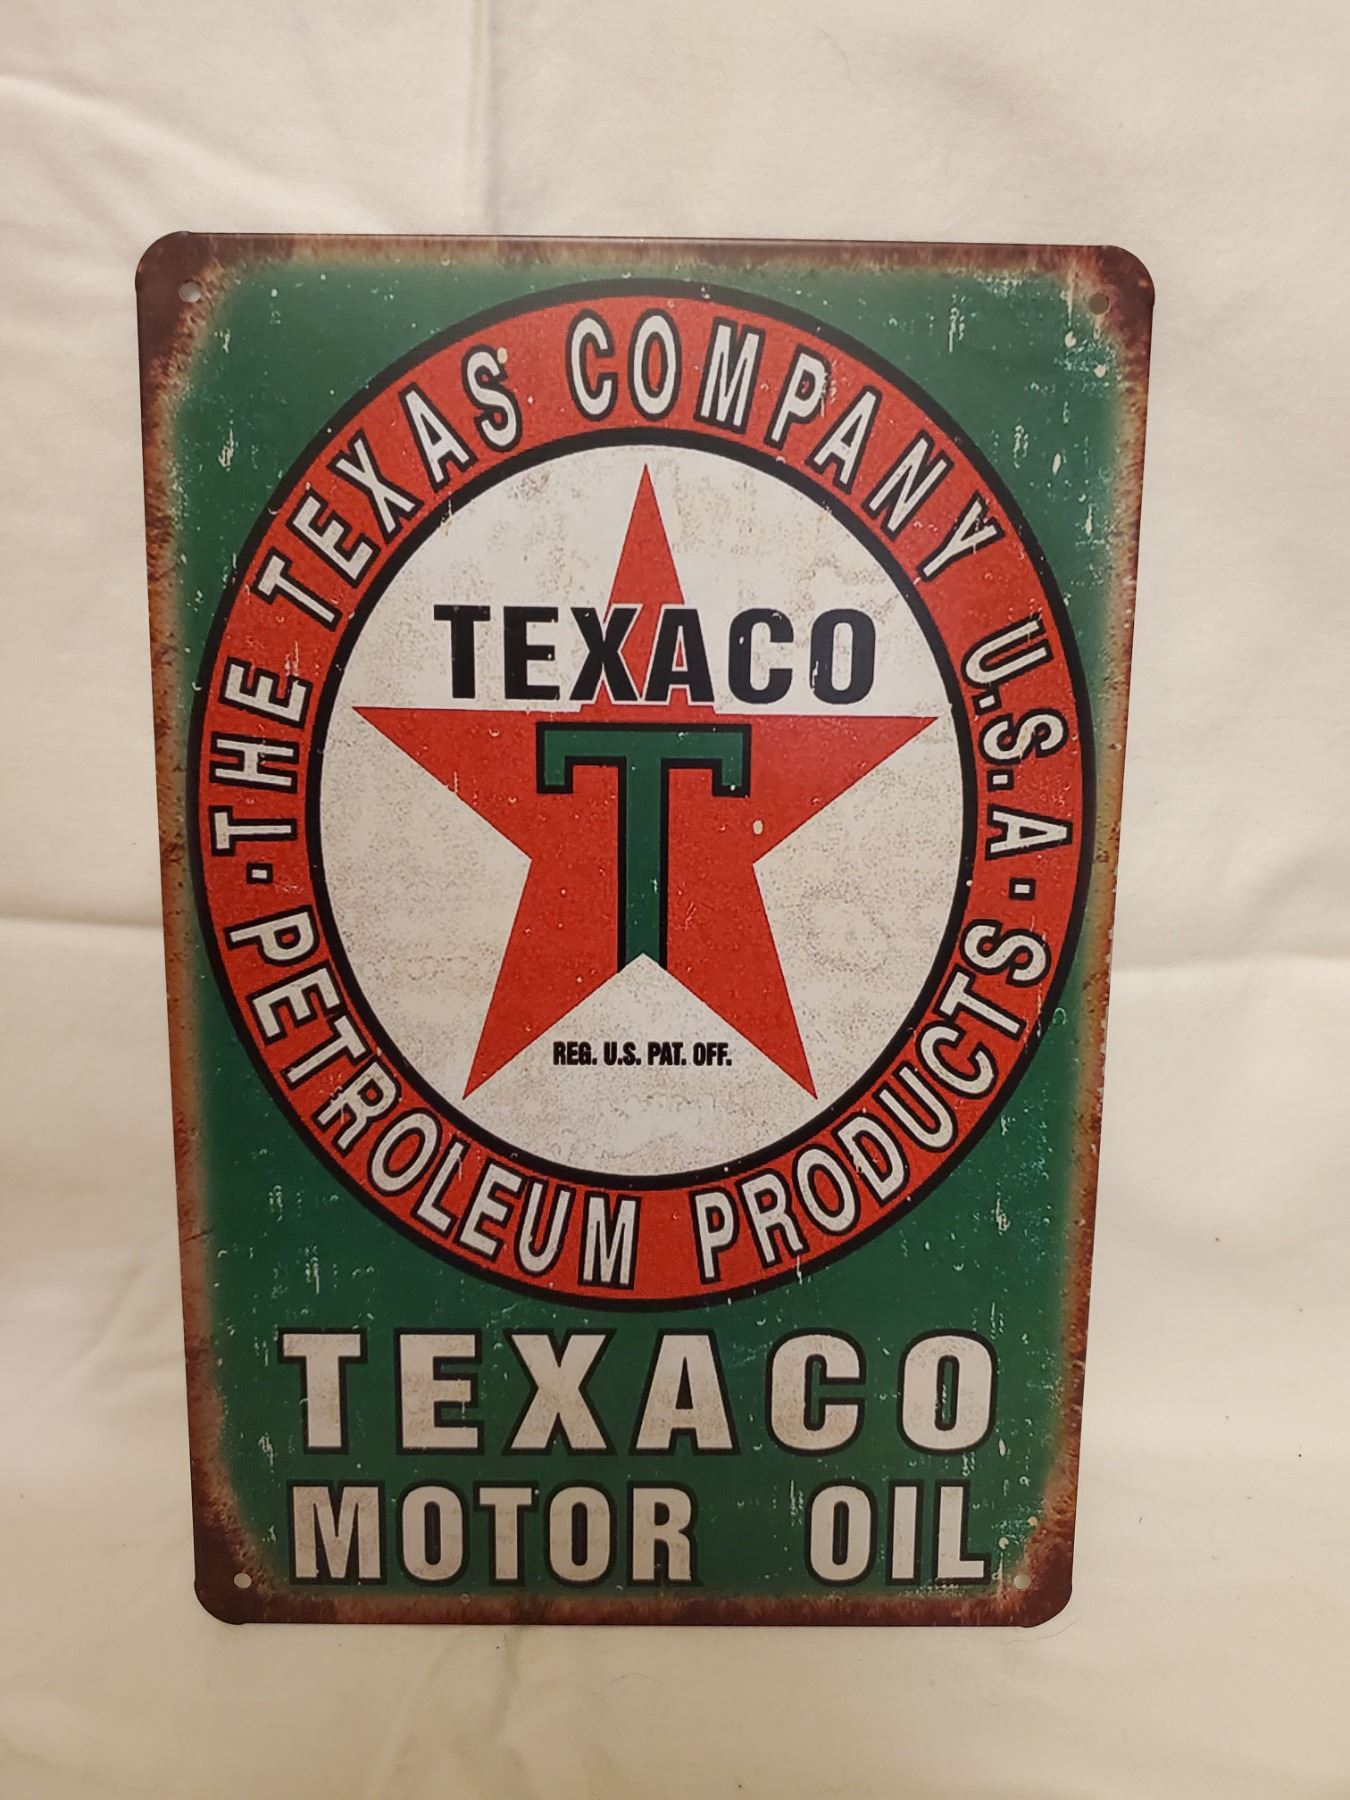 ·THE TEXAS COMPANY U.S.A·
PETROLEUM PRODUCTS
TEXACO
T
REG. U.S. PAT. OFF.
TEXACO
MOTOR OIL